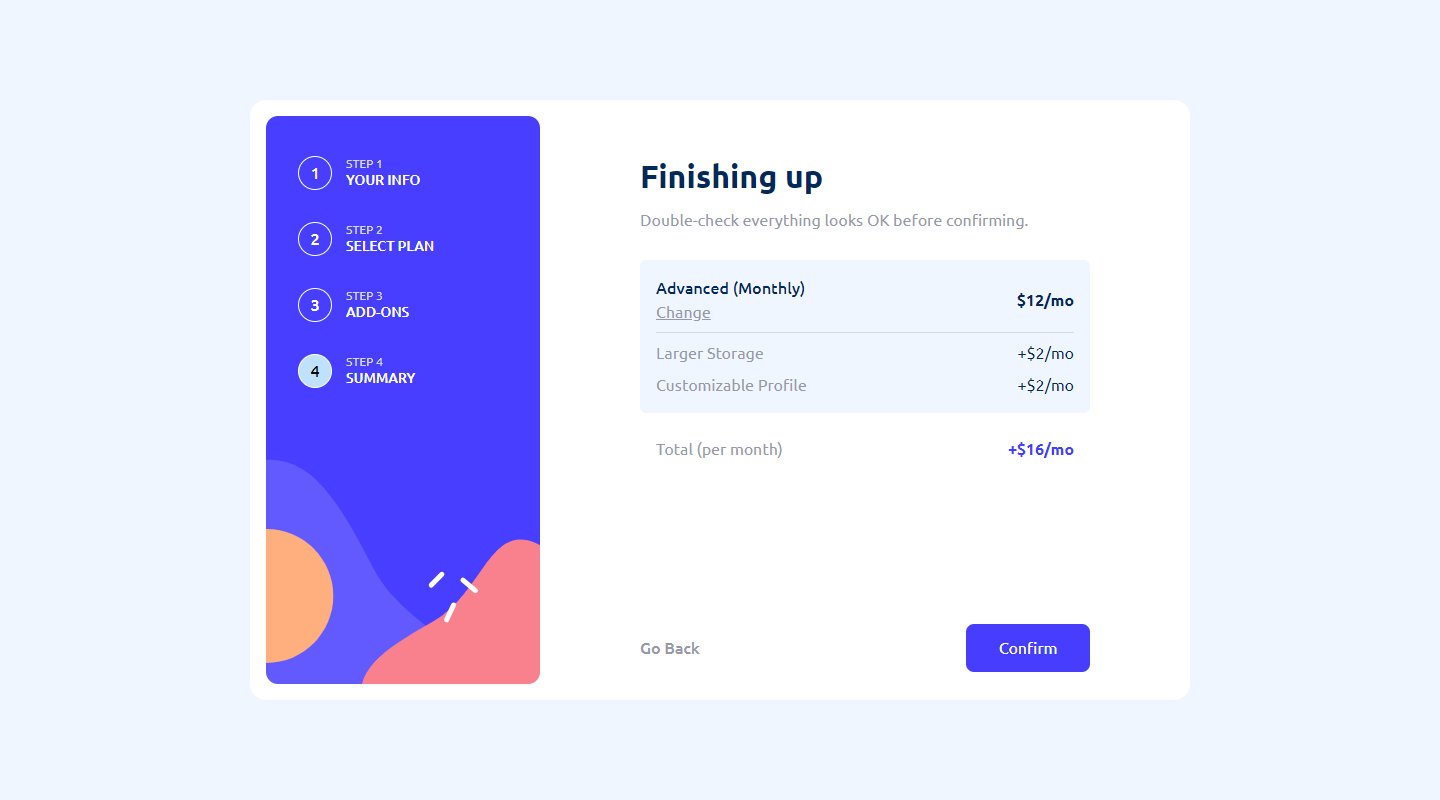 1
STEP 1
YOUR INFO
2
STEP 2
SELECT PLAN
3
STEP 3
ADD-ONS
4
STEP 4
SUMMARY
Finishing up
Double-check everything looks OK before confirming.
Advanced (Monthly)
Change
$12/mo
Larger Storage +$2/mo
Customizable Profile +$2/mo
Total (per month) +$16/mo
Go Back Confirm